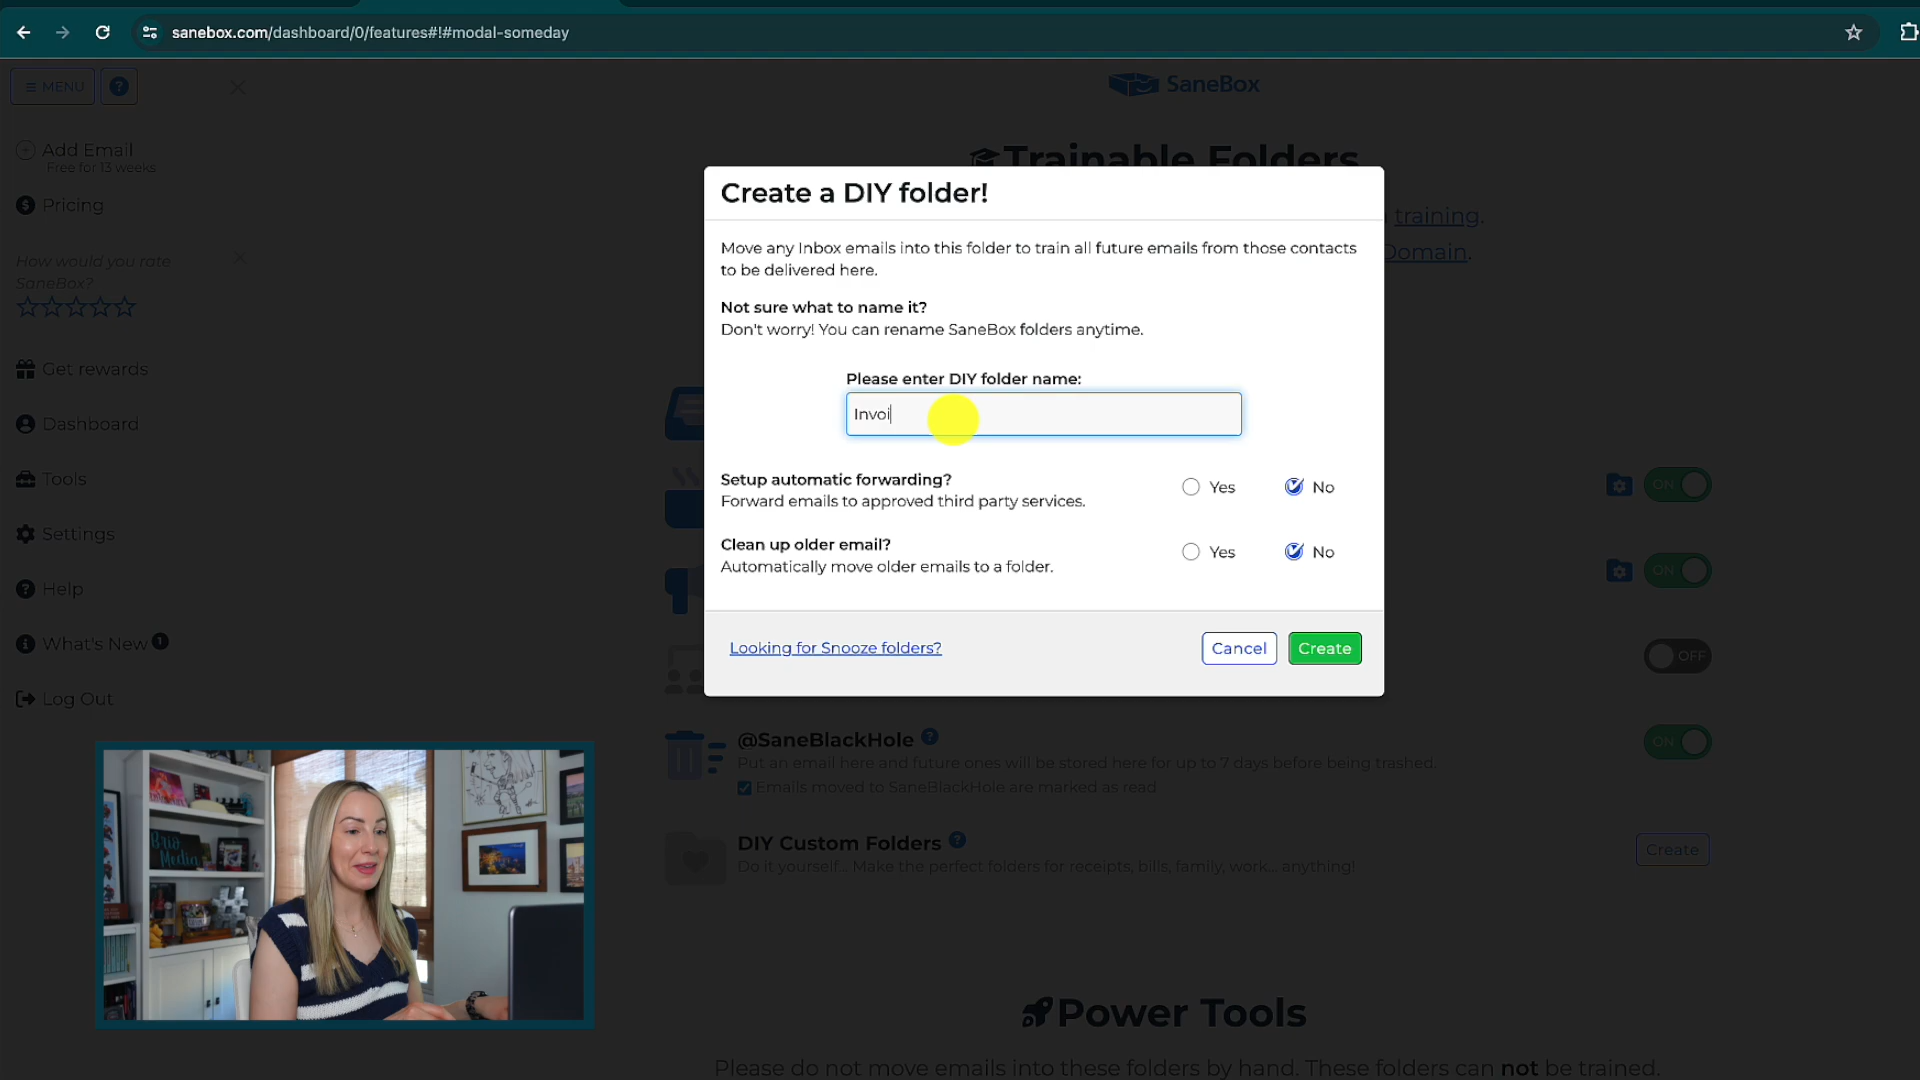 sanebox.com/dashboard/0/features#!#modal-someday
MENU
SaneBox
Add Email
Free for 13 weeks
Trainable Folders
Pricing
training.
Domain.
How would you rate
SaneBox?
Get rewards
Dashboard
Tools
Settings
Help
What's New 1
Log Out
Create a DIY folder!
Move any Inbox emails into this folder to train all future emails from those contacts
to be delivered here.
Not sure what to name it?
Don't worry! You can rename SaneBox folders anytime.
Please enter DIY folder name:
Invoi
Setup automatic forwarding?
Forward emails to approved third party services.
Yes No
Clean up older email?
Automatically move older emails to a folder.
Yes No
Looking for Snooze folders?
Cancel
Create
ON
ON
OFF
@SaneBlackHole
ON
Put an email here and future ones will be stored here for up to 7 days before being trashed.
Emails moved to SaneBlackHole are marked as read
DIY Custom Folders
Create
Do it yourself... Make the perfect folders for receipts, bills, family, work... anything!
Bria
Media
Power Tools
Please do not move emails into these folders by hand. These folders can not be trained.